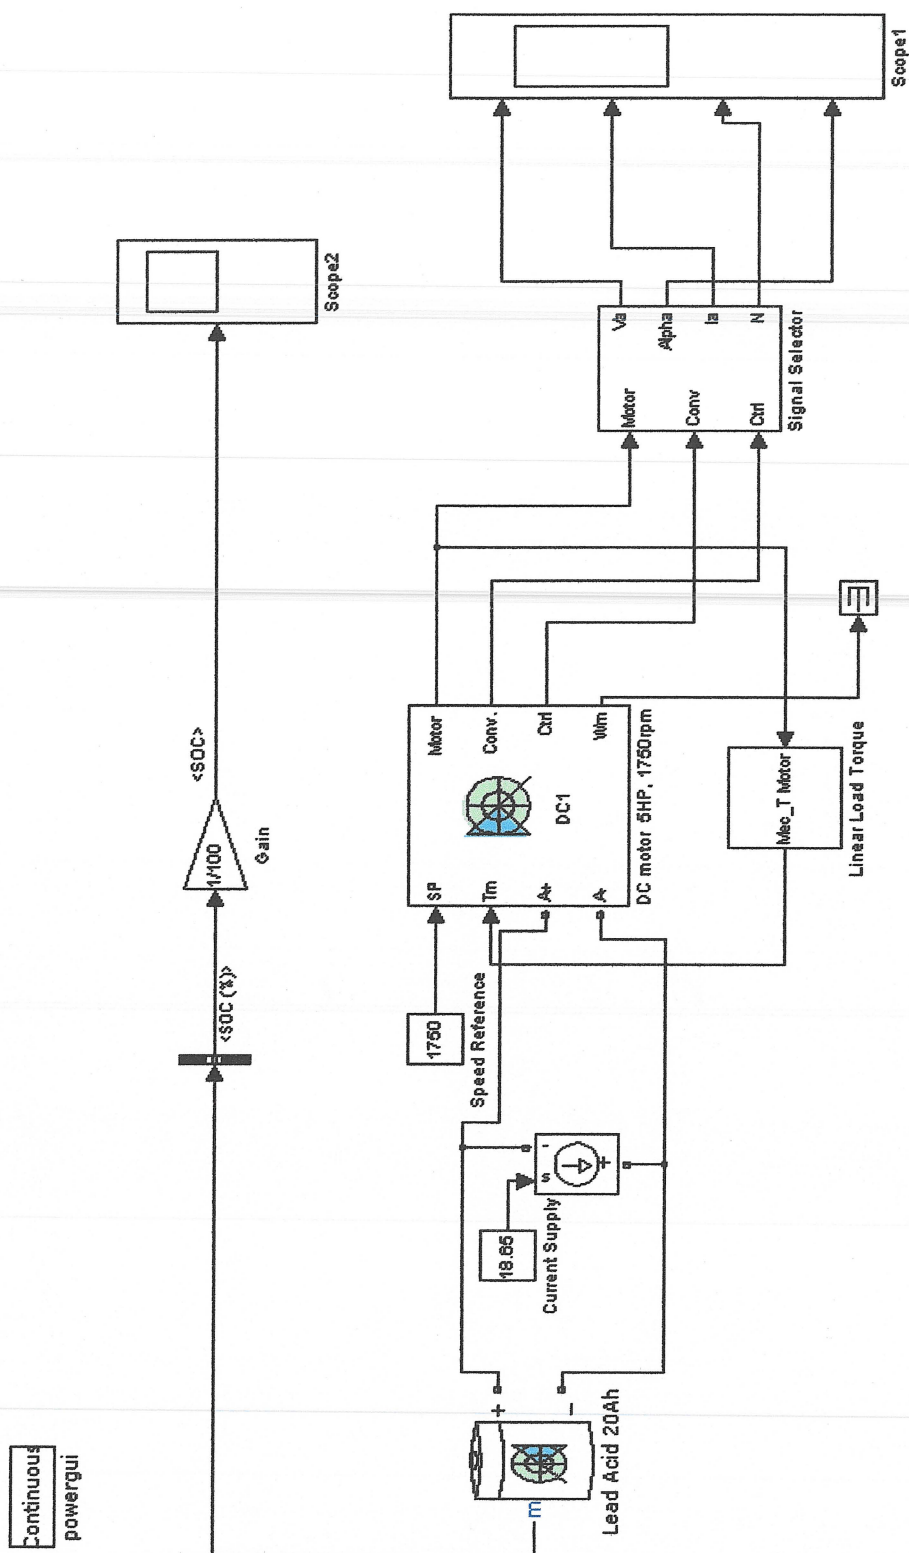 Continuous
powergui
<SOC (%)>
1/100
Gain
<SOC>
Scope2
m
+
−
Lead Acid 20Ah
18.65
Current Supply
s
-
+
1750
Speed Reference
SP
Tm
A+
A-
Motor
Conv.
Ctrl
Wm
DC1
DC motor 5HP, 1750rpm
Mec_T Motor
Linear Load Torque
Motor
Conv
Ctrl
Va
Alpha
Ia
N
Signal Selector
Scope1